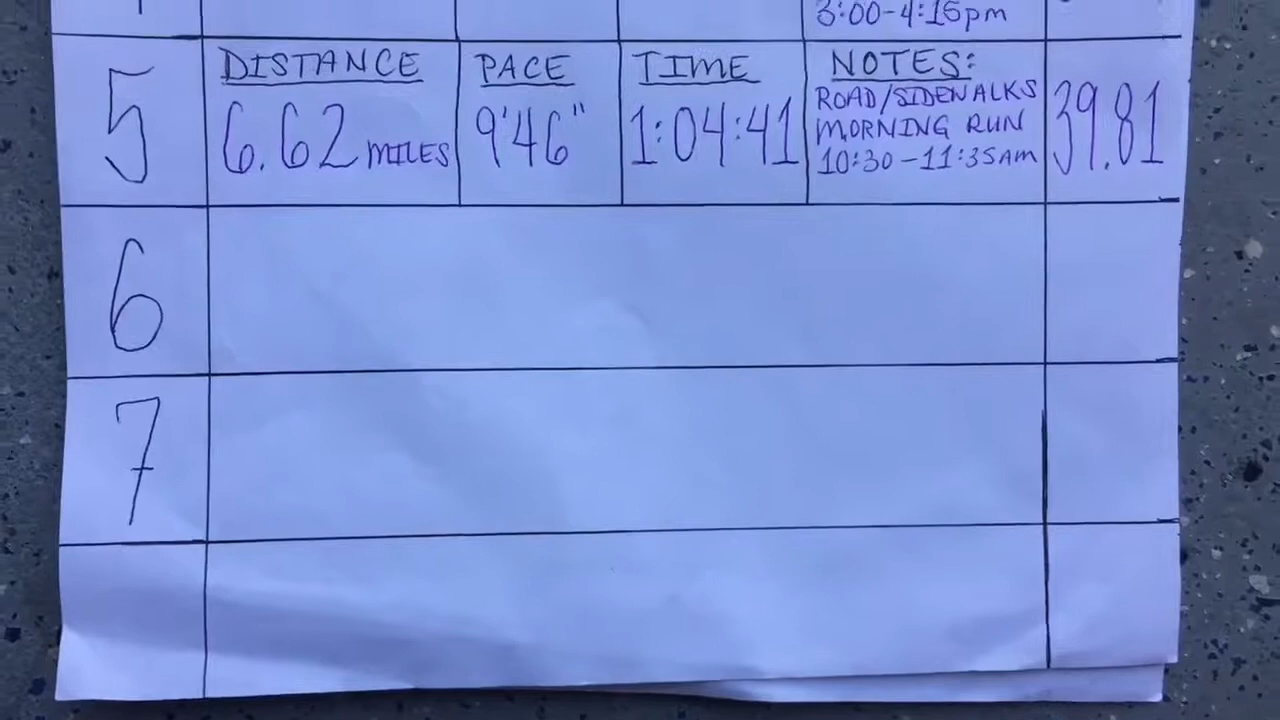 3:00-4:15pm
5
DISTANCE
6.62 MILES
PACE
9'46"
TIME
1:04:41
NOTES:
ROAD/SIDEWALKS
MORNING RUN
10:30-11:35AM
39.81
6
7